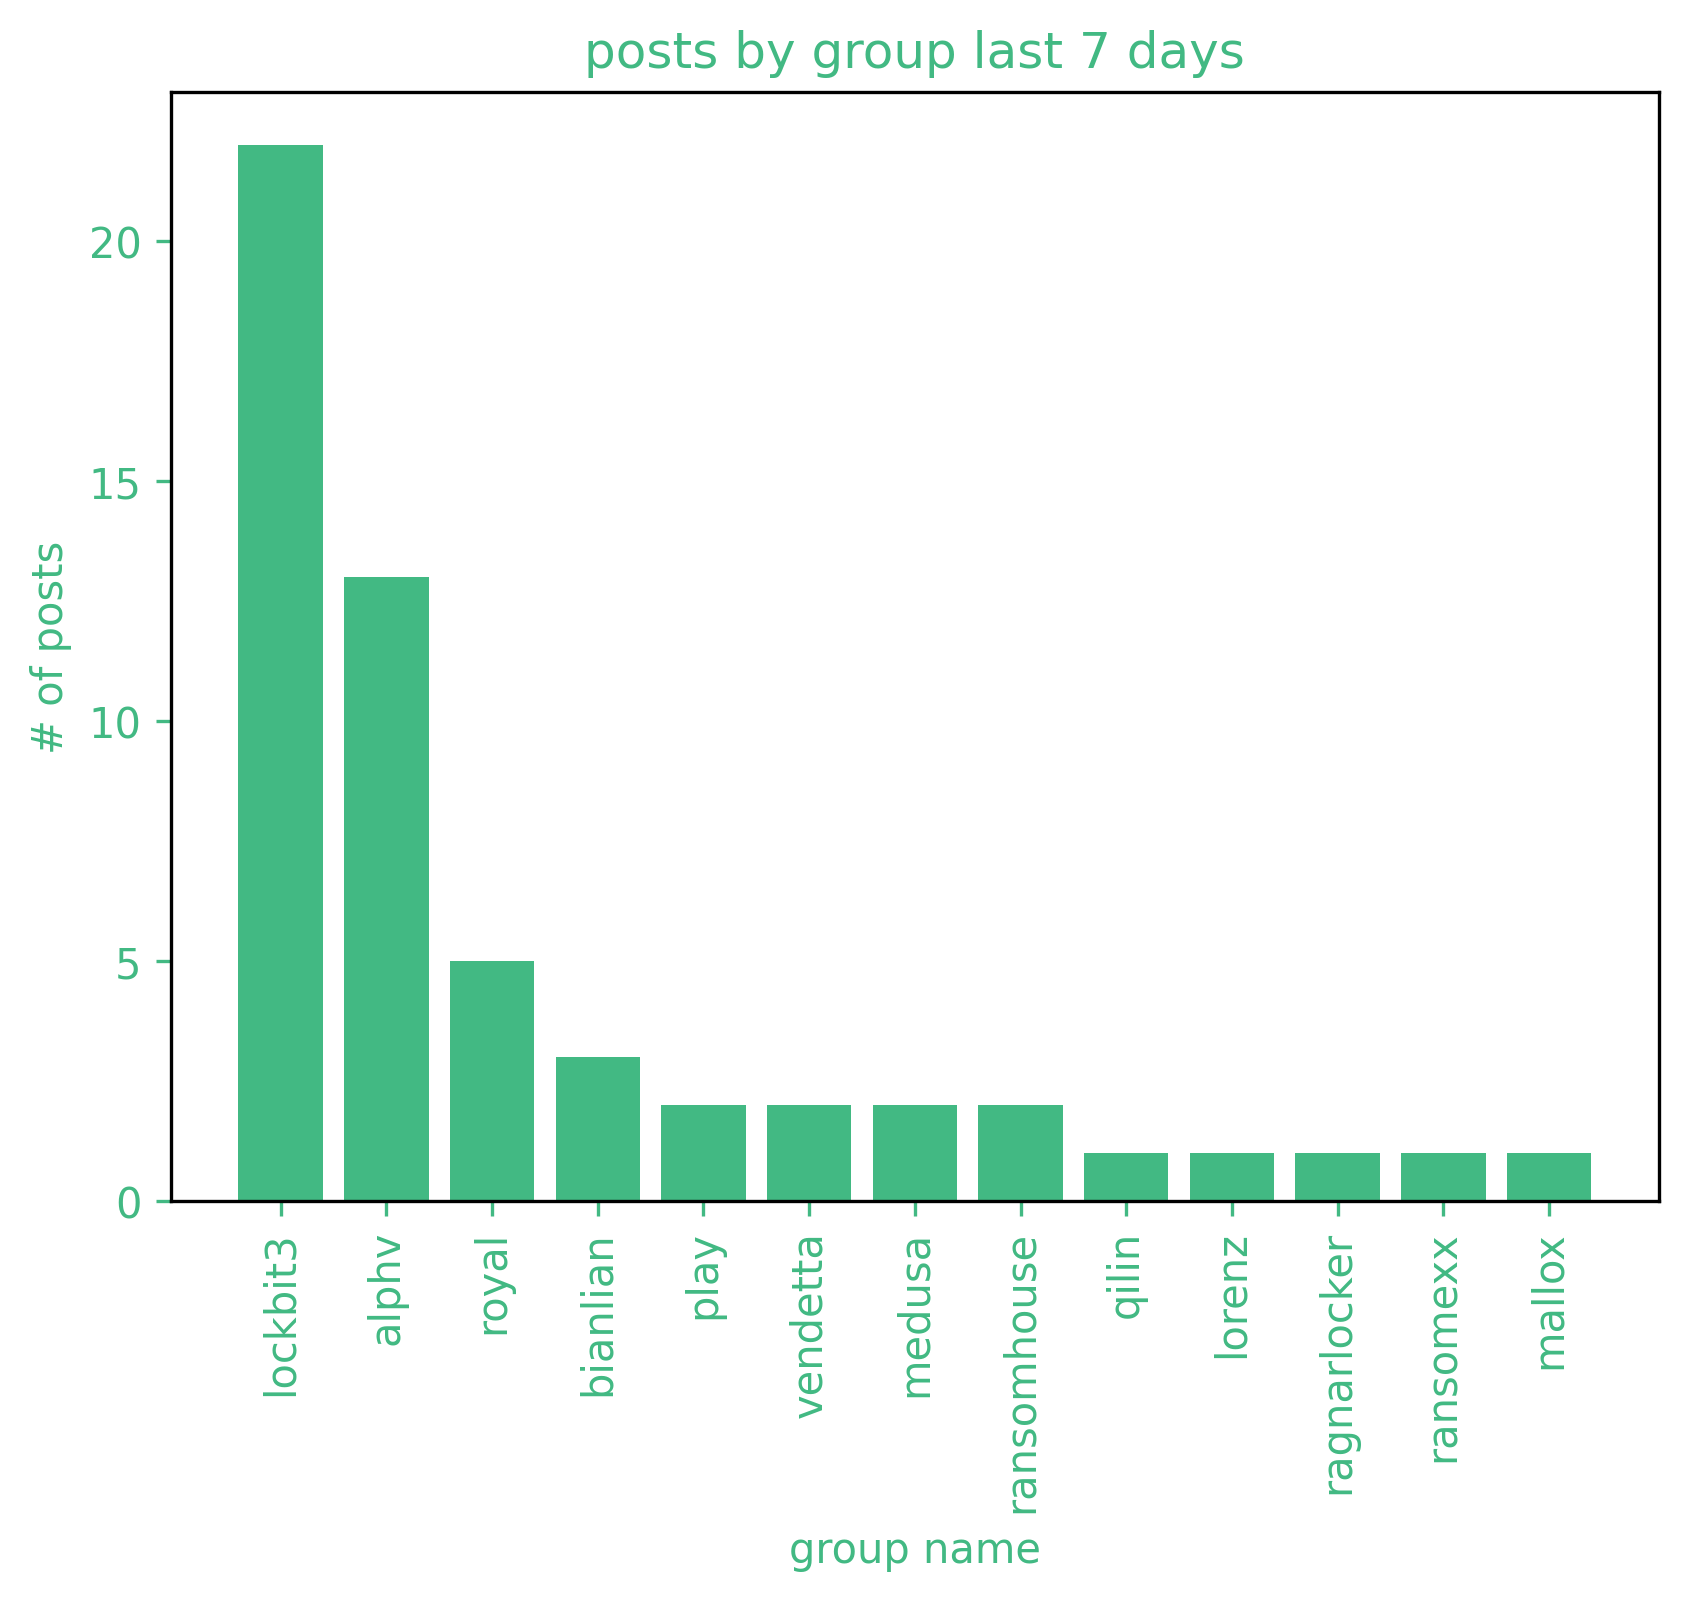 posts by group last 7 days
# of posts
20
15
10
5
0
lockbit3
alphv
royal
bianlian
play
vendetta
medusa
ransomhouse
qilin
lorenz
ragnarlocker
ransomexx
mallox
group name